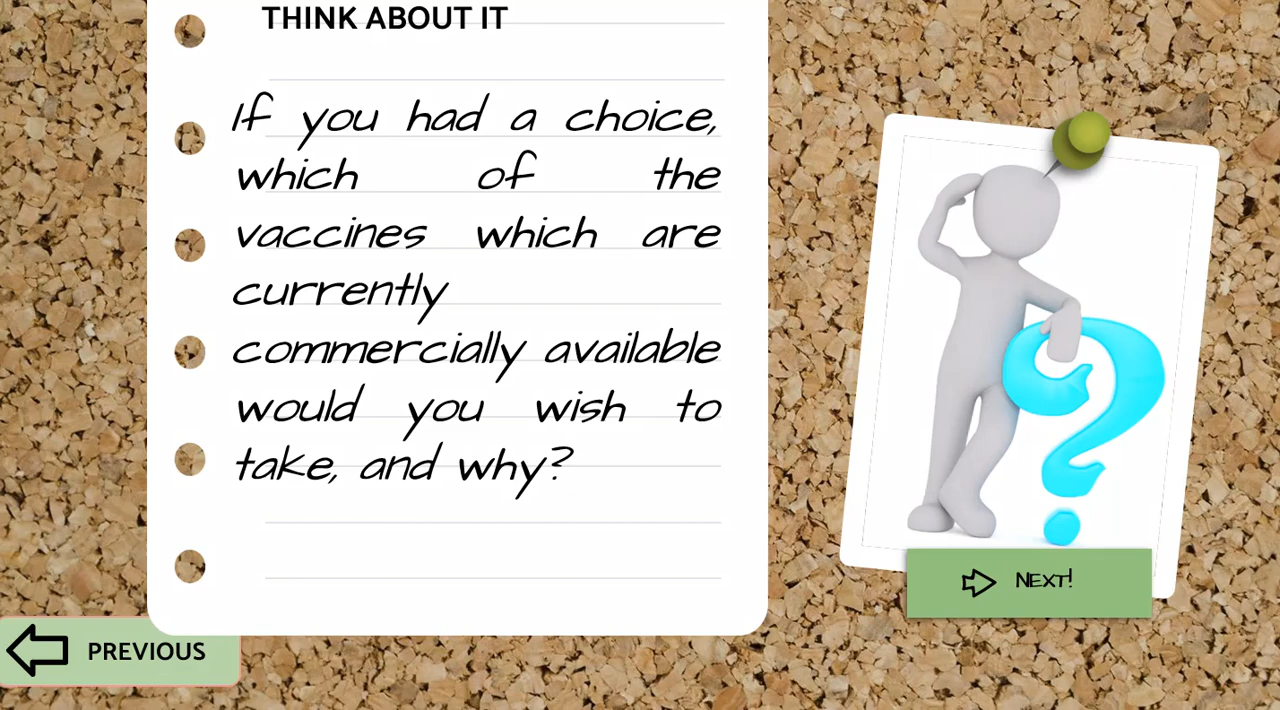 THINK ABOUT IT
If you had a choice,
which of the
vaccines which are
currently
commercially available
would you wish to
take, and why?
NEXT!
PREVIOUS